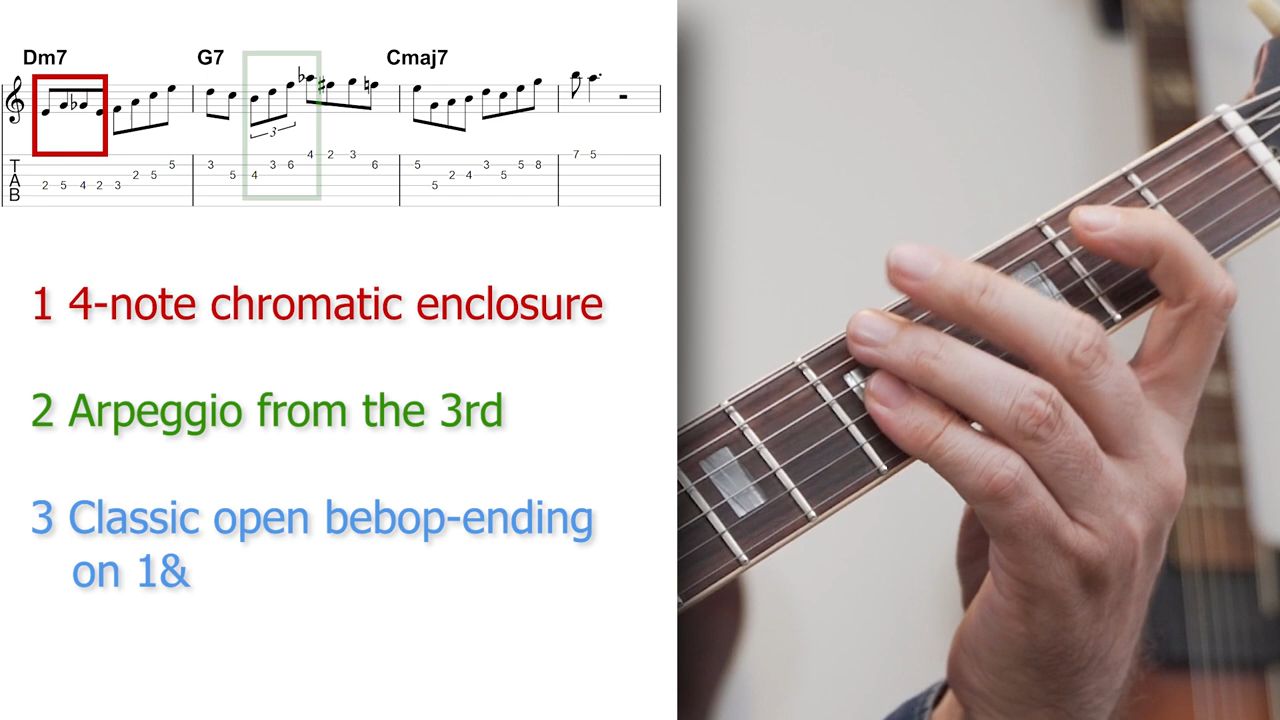 Dm7 G7 Cmaj7
3
5 3 6 4 2 3 6 5 3 5 8 7 5
2 5 5 4 3 2 4 5
2 5 4 2 3 5
T
A
B
1 4-note chromatic enclosure
2 Arpeggio from the 3rd
3 Classic open bebop-ending
on 1&